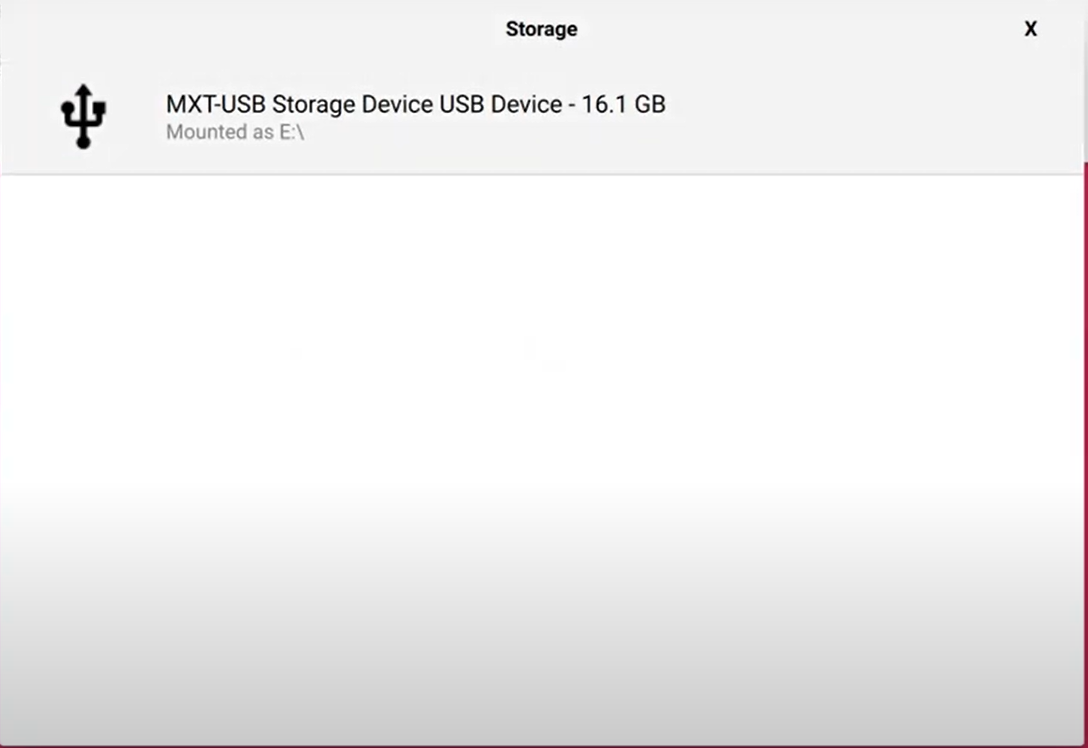 Storage
X
MXT-USB Storage Device USB Device - 16.1 GB
Mounted as E:\